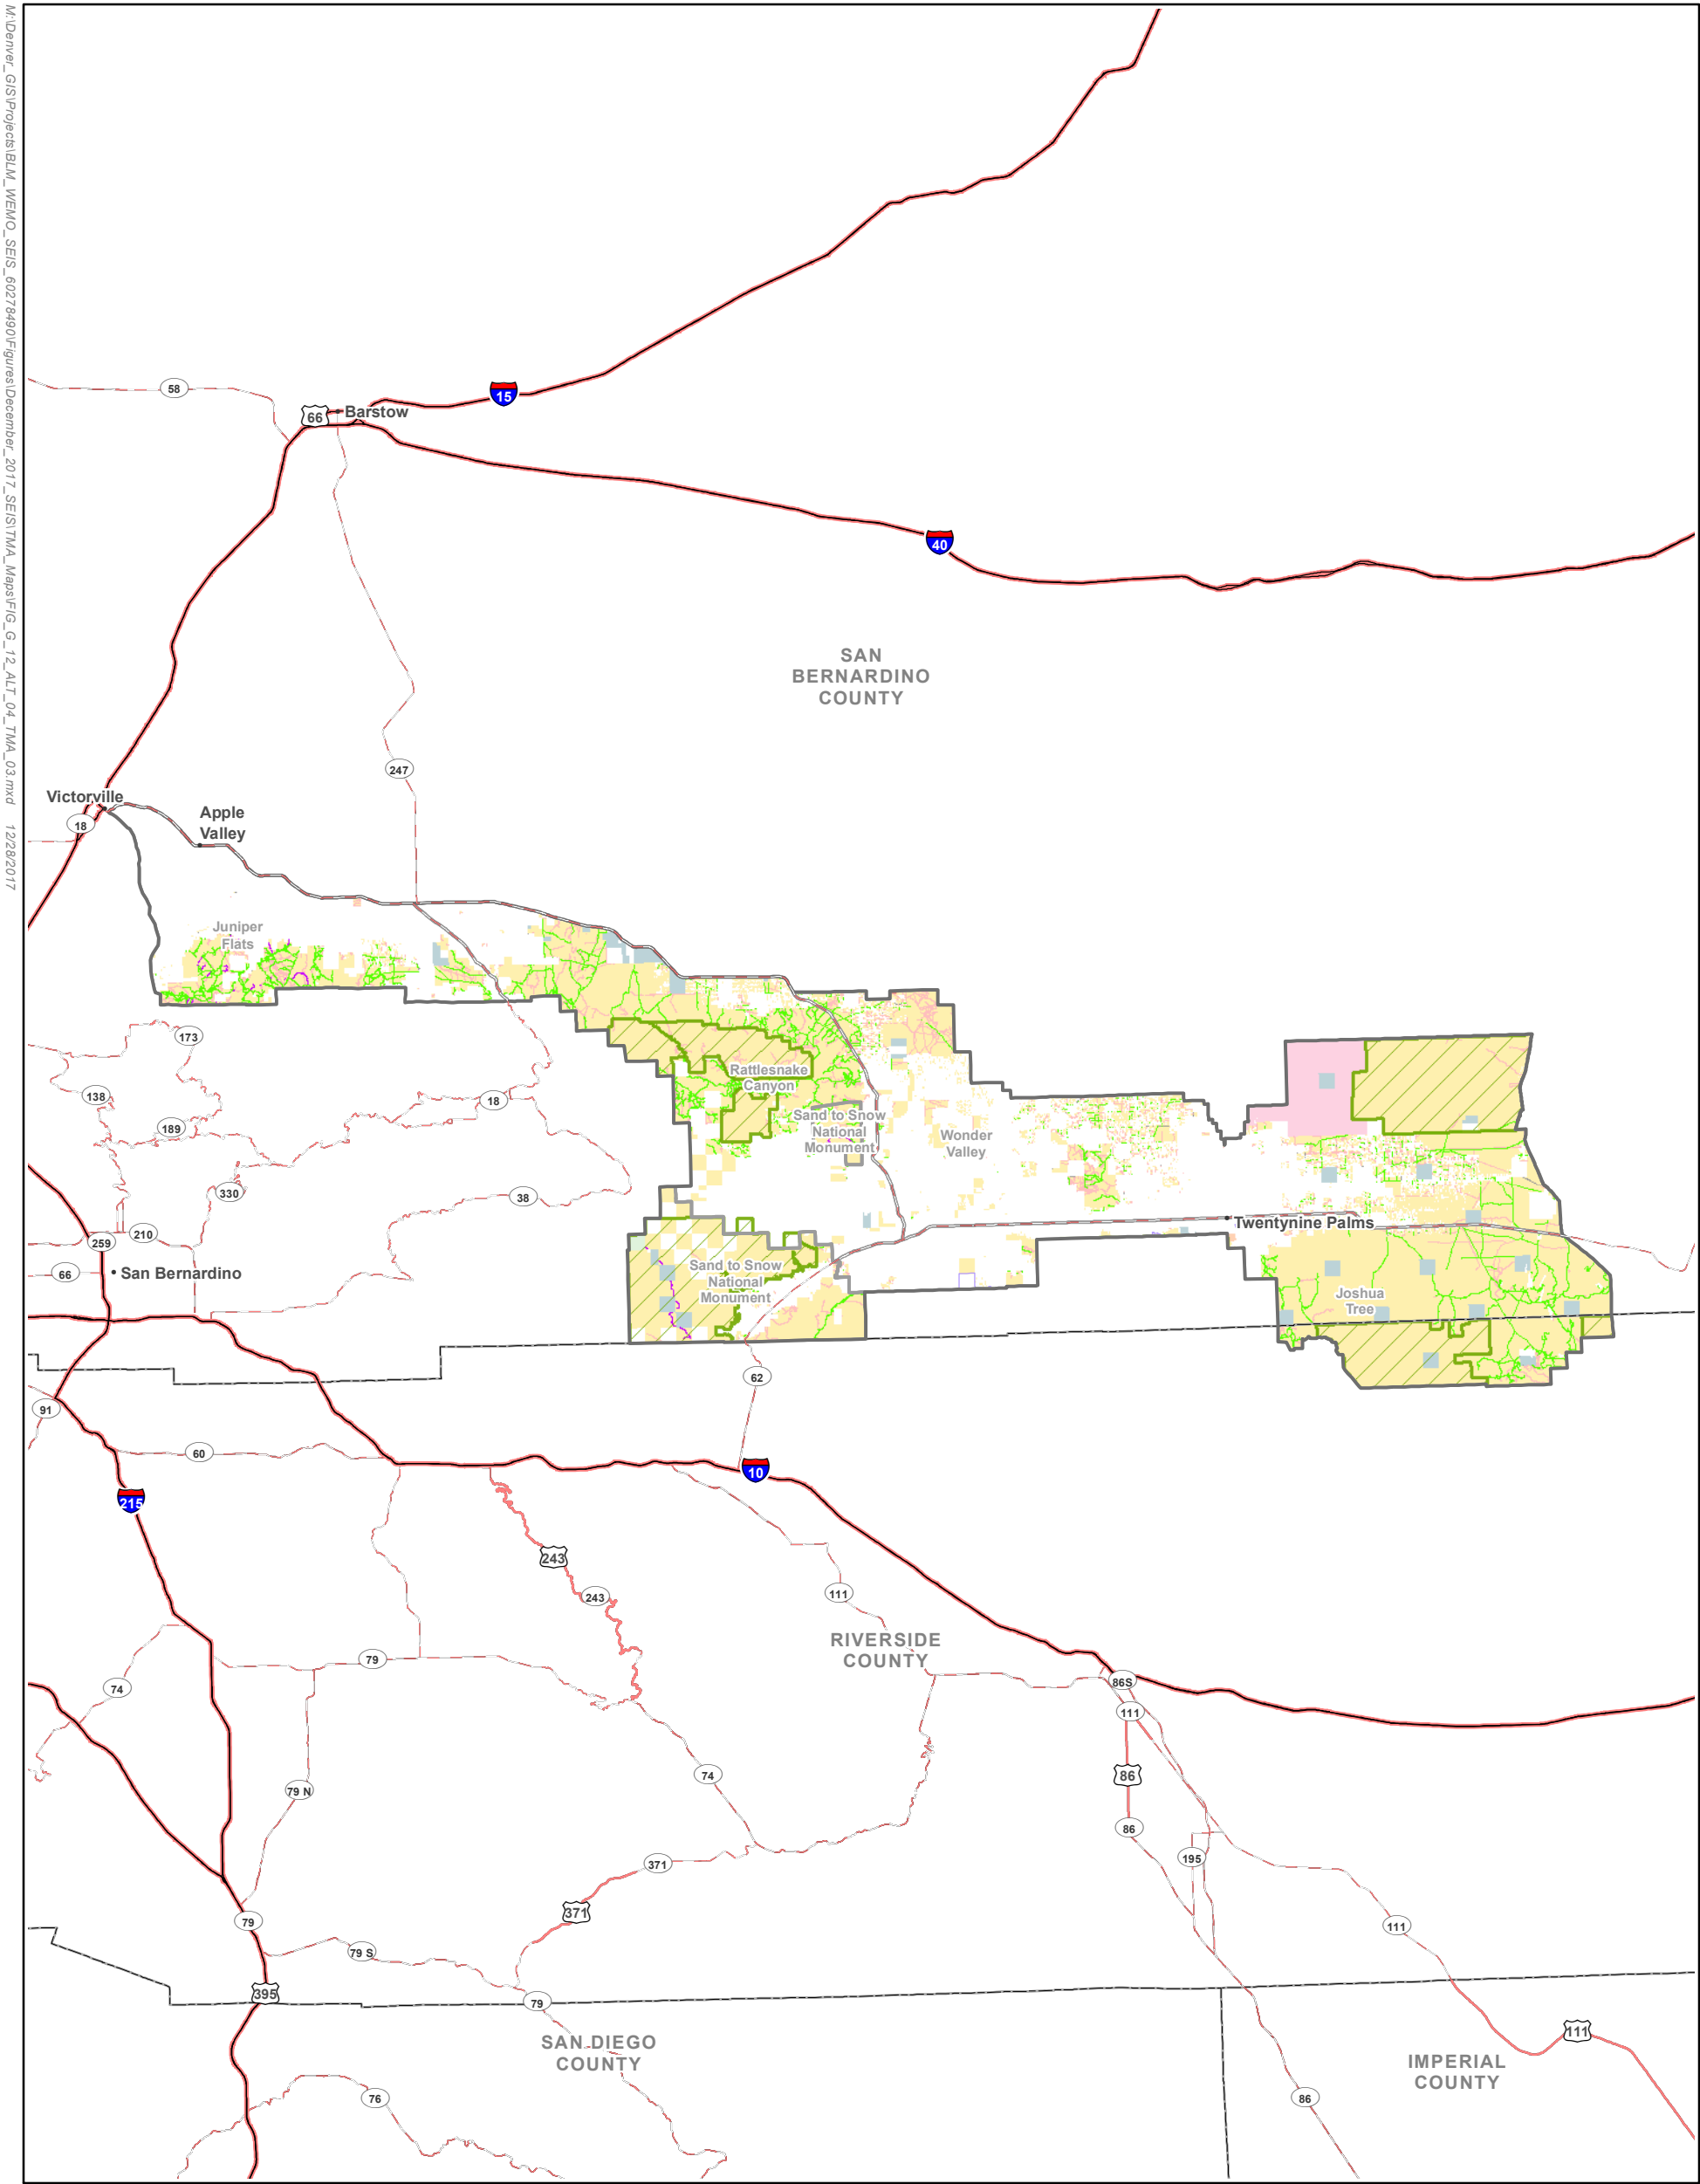 M:\Denver_GIS\Projects\BLM_WEMO_SEIS_60278490\Figures\December_2017_SEIS\TMA_Maps\FIG_G_12_ALT_04_TMA_03.mxd 12/28/2017
58
15
66
Barstow
40
SAN
BERNARDINO
COUNTY
247
Victorville
18
Apple
Valley
Juniper
Flats
173
138
18
189
330
38
259
210
66
San Bernardino
Rattlesnake
Canyon
Sand to Snow
National
Monument
Wonder
Valley
Twentynine Palms
Sand to Snow
National
Monument
Joshua
Tree
62
91
60
10
215
243
243
111
RIVERSIDE
COUNTY
79
74
86S
111
74
86
79 N
86
195
371
371
79
111
79 S
395
79
SAN DIEGO
COUNTY
111
IMPERIAL
COUNTY
76
86